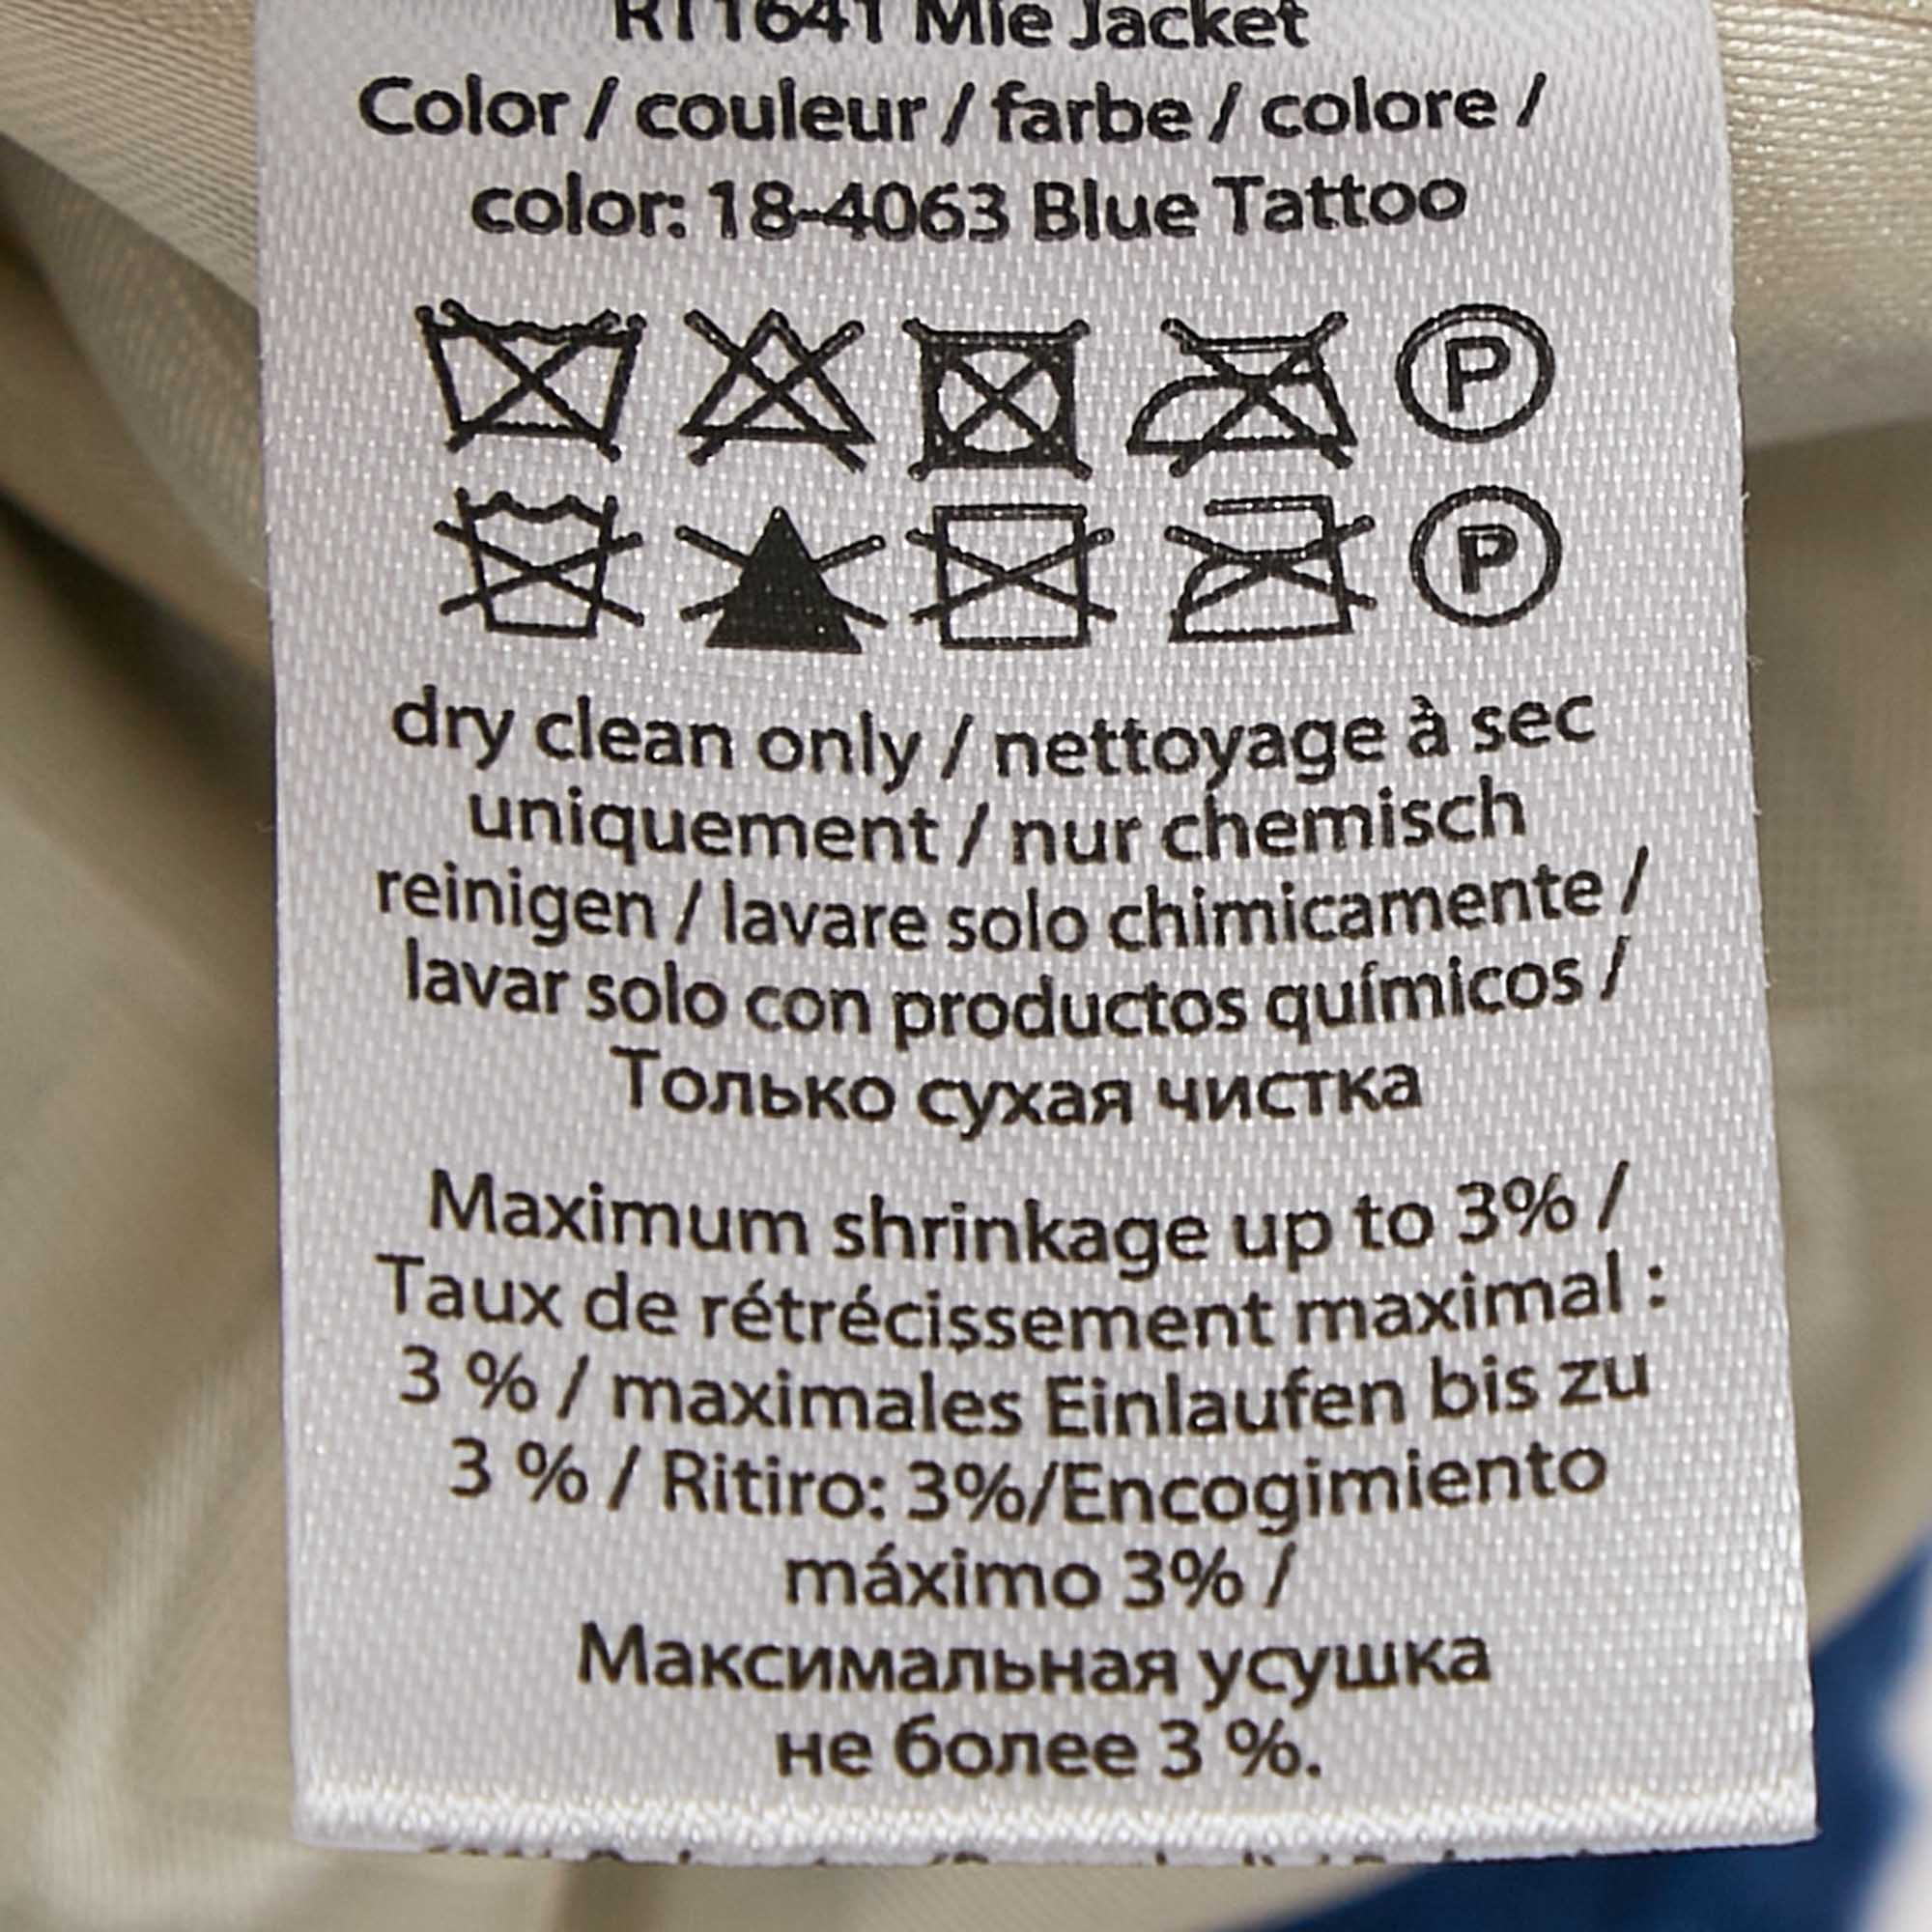 RT1641 Mie Jacket
Color / couleur / farbe / colore /
color: 18-4063 Blue Tattoo
P
P
dry clean only / nettoyage à sec
uniquement / nur chemisch
reinigen / lavare solo chimicamente /
lavar solo con productos químicos /
Только сухая чистка
Maximum shrinkage up to 3% /
Taux de rétrécissement maximal :
3 % / maximales Einlaufen bis zu
3 % / Ritiro: 3%/Encogimiento
máximo 3% /
Максимальная усушка
не более 3 %.